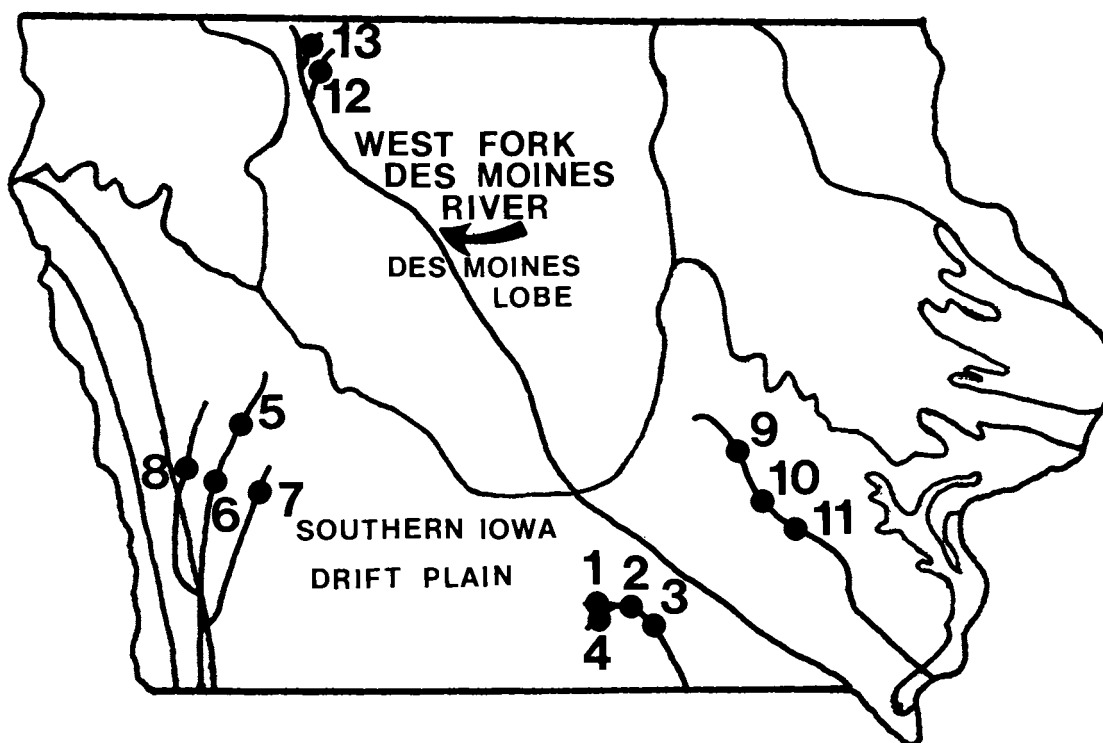 13
12
WEST FORK
DES MOINES
RIVER
DES MOINES
LOBE
5
8
6
7
9
10
11
SOUTHERN IOWA
DRIFT PLAIN
1
2
3
4